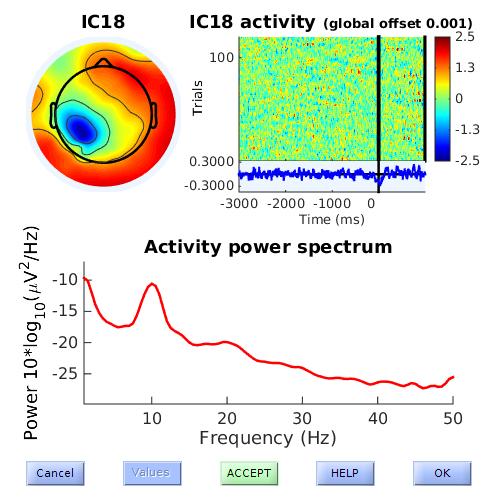 IC18
IC18 activity (global offset 0.001)
100
Trials
2.5
1.3
0
-1.3
-2.5
0.3000
-0.3000
-3000 -2000 -1000 0
Time (ms)
Activity power spectrum
Power 10*log10(μV2/Hz)
-10
-15
-20
-25
10 20 30 40 50
Frequency (Hz)
Cancel Values ACCEPT HELP OK